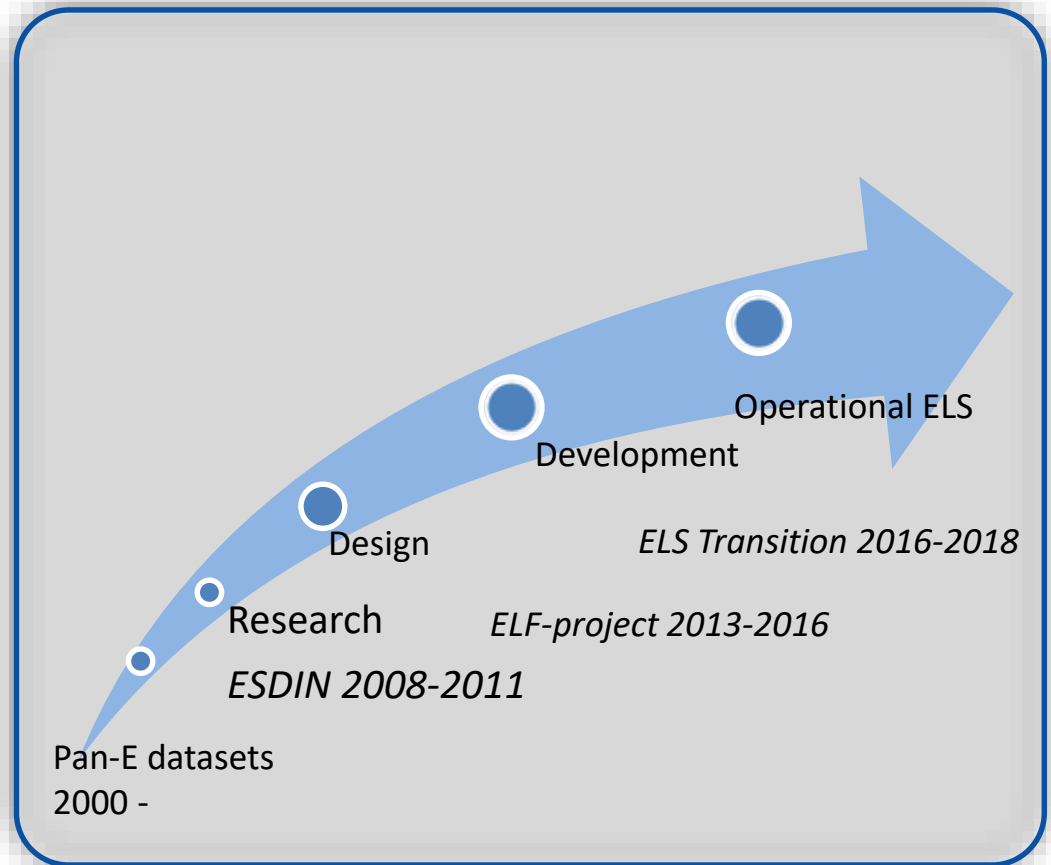 Operational ELS
Development
Design
ELS Transition 2016-2018
Research
ELF-project 2013-2016
ESDIN 2008-2011
Pan-E datasets
2000 -